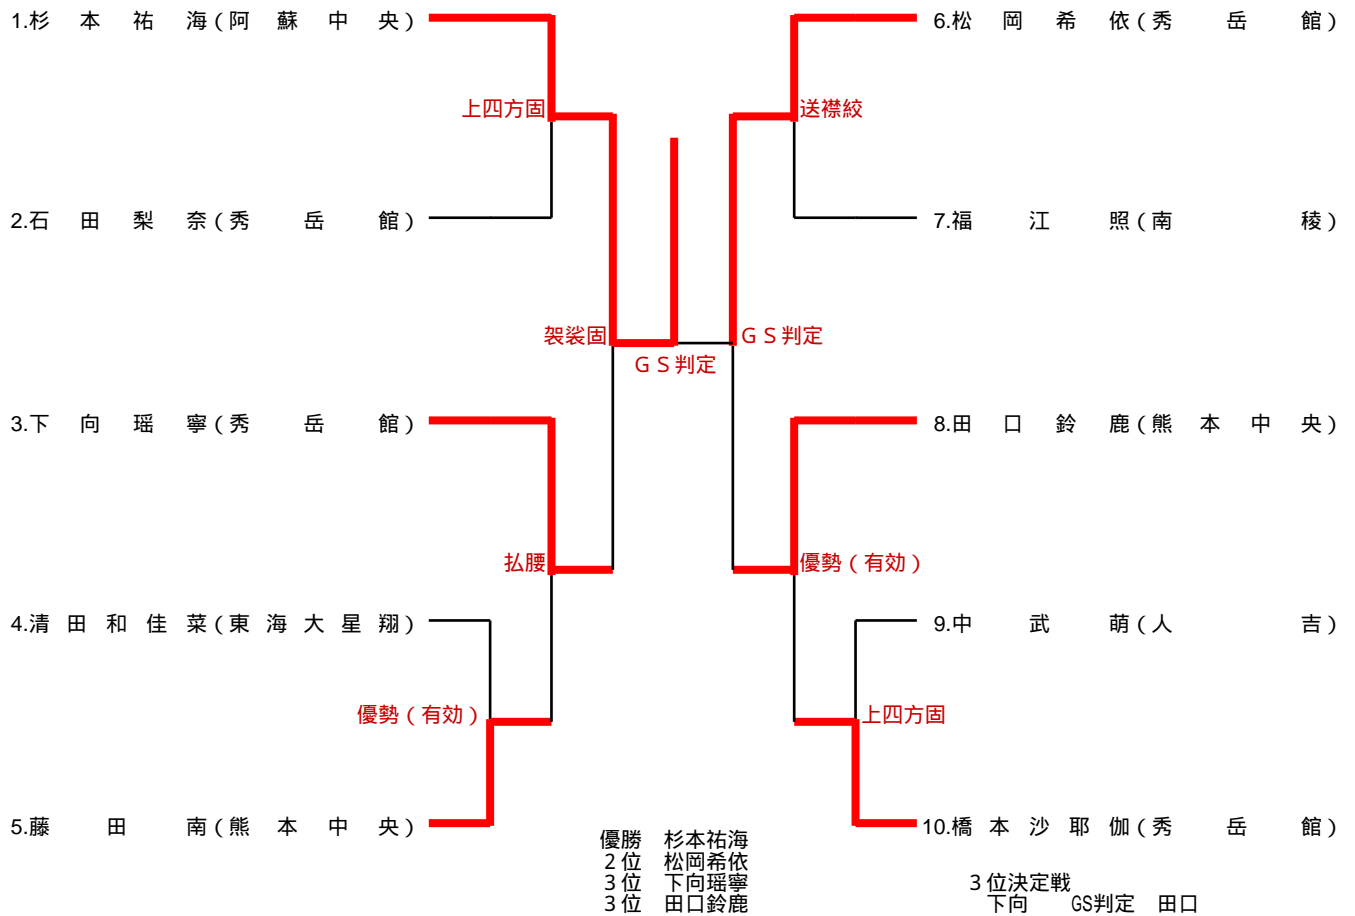 1.杉本祐海(阿蘇中央)
6.松岡希依(秀岳館)
上四方固
送襟絞
2.石田梨奈(秀岳館)
7.福江照(南稜)
袈裟固
GS判定
GS判定
3.下向瑶寧(秀岳館)
8.田口鈴鹿(熊本中央)
払腰
優勢(有効)
4.清田和佳菜(東海大星翔)
9.中武萌(人吉)
優勢(有効)
上四方固
5.藤田南(熊本中央)
10.橋本沙耶伽(秀岳館)
優勝 杉本祐海
2位 松岡希依
3位 下向瑶寧
3位 田口鈴鹿
3位決定戦
下向 GS判定 田口